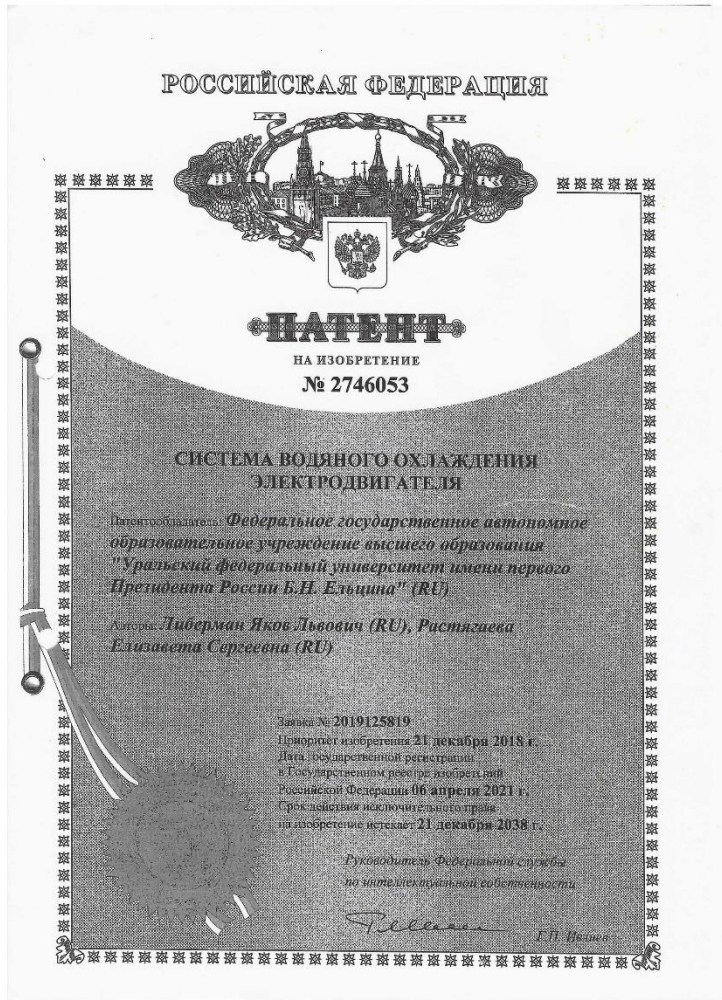 РОССИЙСКАЯ ФЕДЕРАЦИЯ
ПАТЕНТ
НА ИЗОБРЕТЕНИЕ
№ 2746053
СИСТЕМА ВОДЯНОГО ОХЛАЖДЕНИЯ
ЭЛЕКТРОДВИГАТЕЛЯ
Патентообладатель: Федеральное государственное автономное
образовательное учреждение высшего образования
"Уральский федеральный университет имени первого
Президента России Б.Н. Ельцина" (RU)
Авторы: Либерман Яков Львович (RU), Растягаева
Елизавета Сергеевна (RU)
Заявка № 2019125819
Приоритет изобретения 21 декабря 2018 г.
Дата государственной регистрации
в Государственном реестре изобретений
Российской Федерации 06 апреля 2021 г.
Срок действия исключительного права
на изобретение истекает 21 декабря 2038 г.
Руководитель Федеральной службы
по интеллектуальной собственности
Г.П. Ивлиев